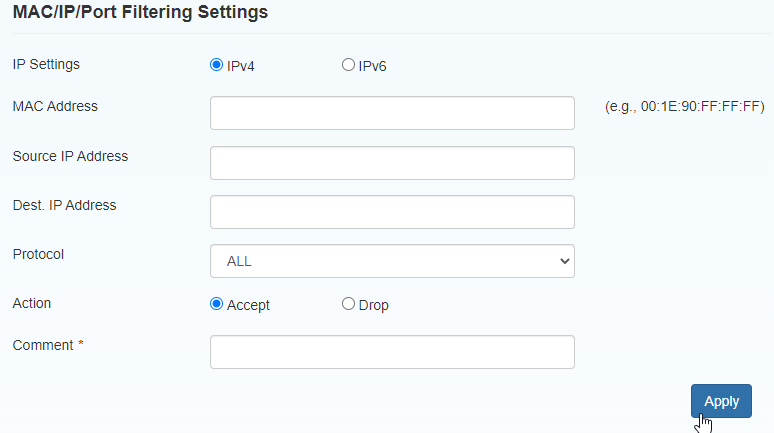 MAC/IP/Port Filtering Settings
IP Settings IPv4 IPv6
MAC Address (e.g., 00:1E:90:FF:FF:FF)
Source IP Address
Dest. IP Address
Protocol ALL
Action Accept Drop
Comment *
Apply